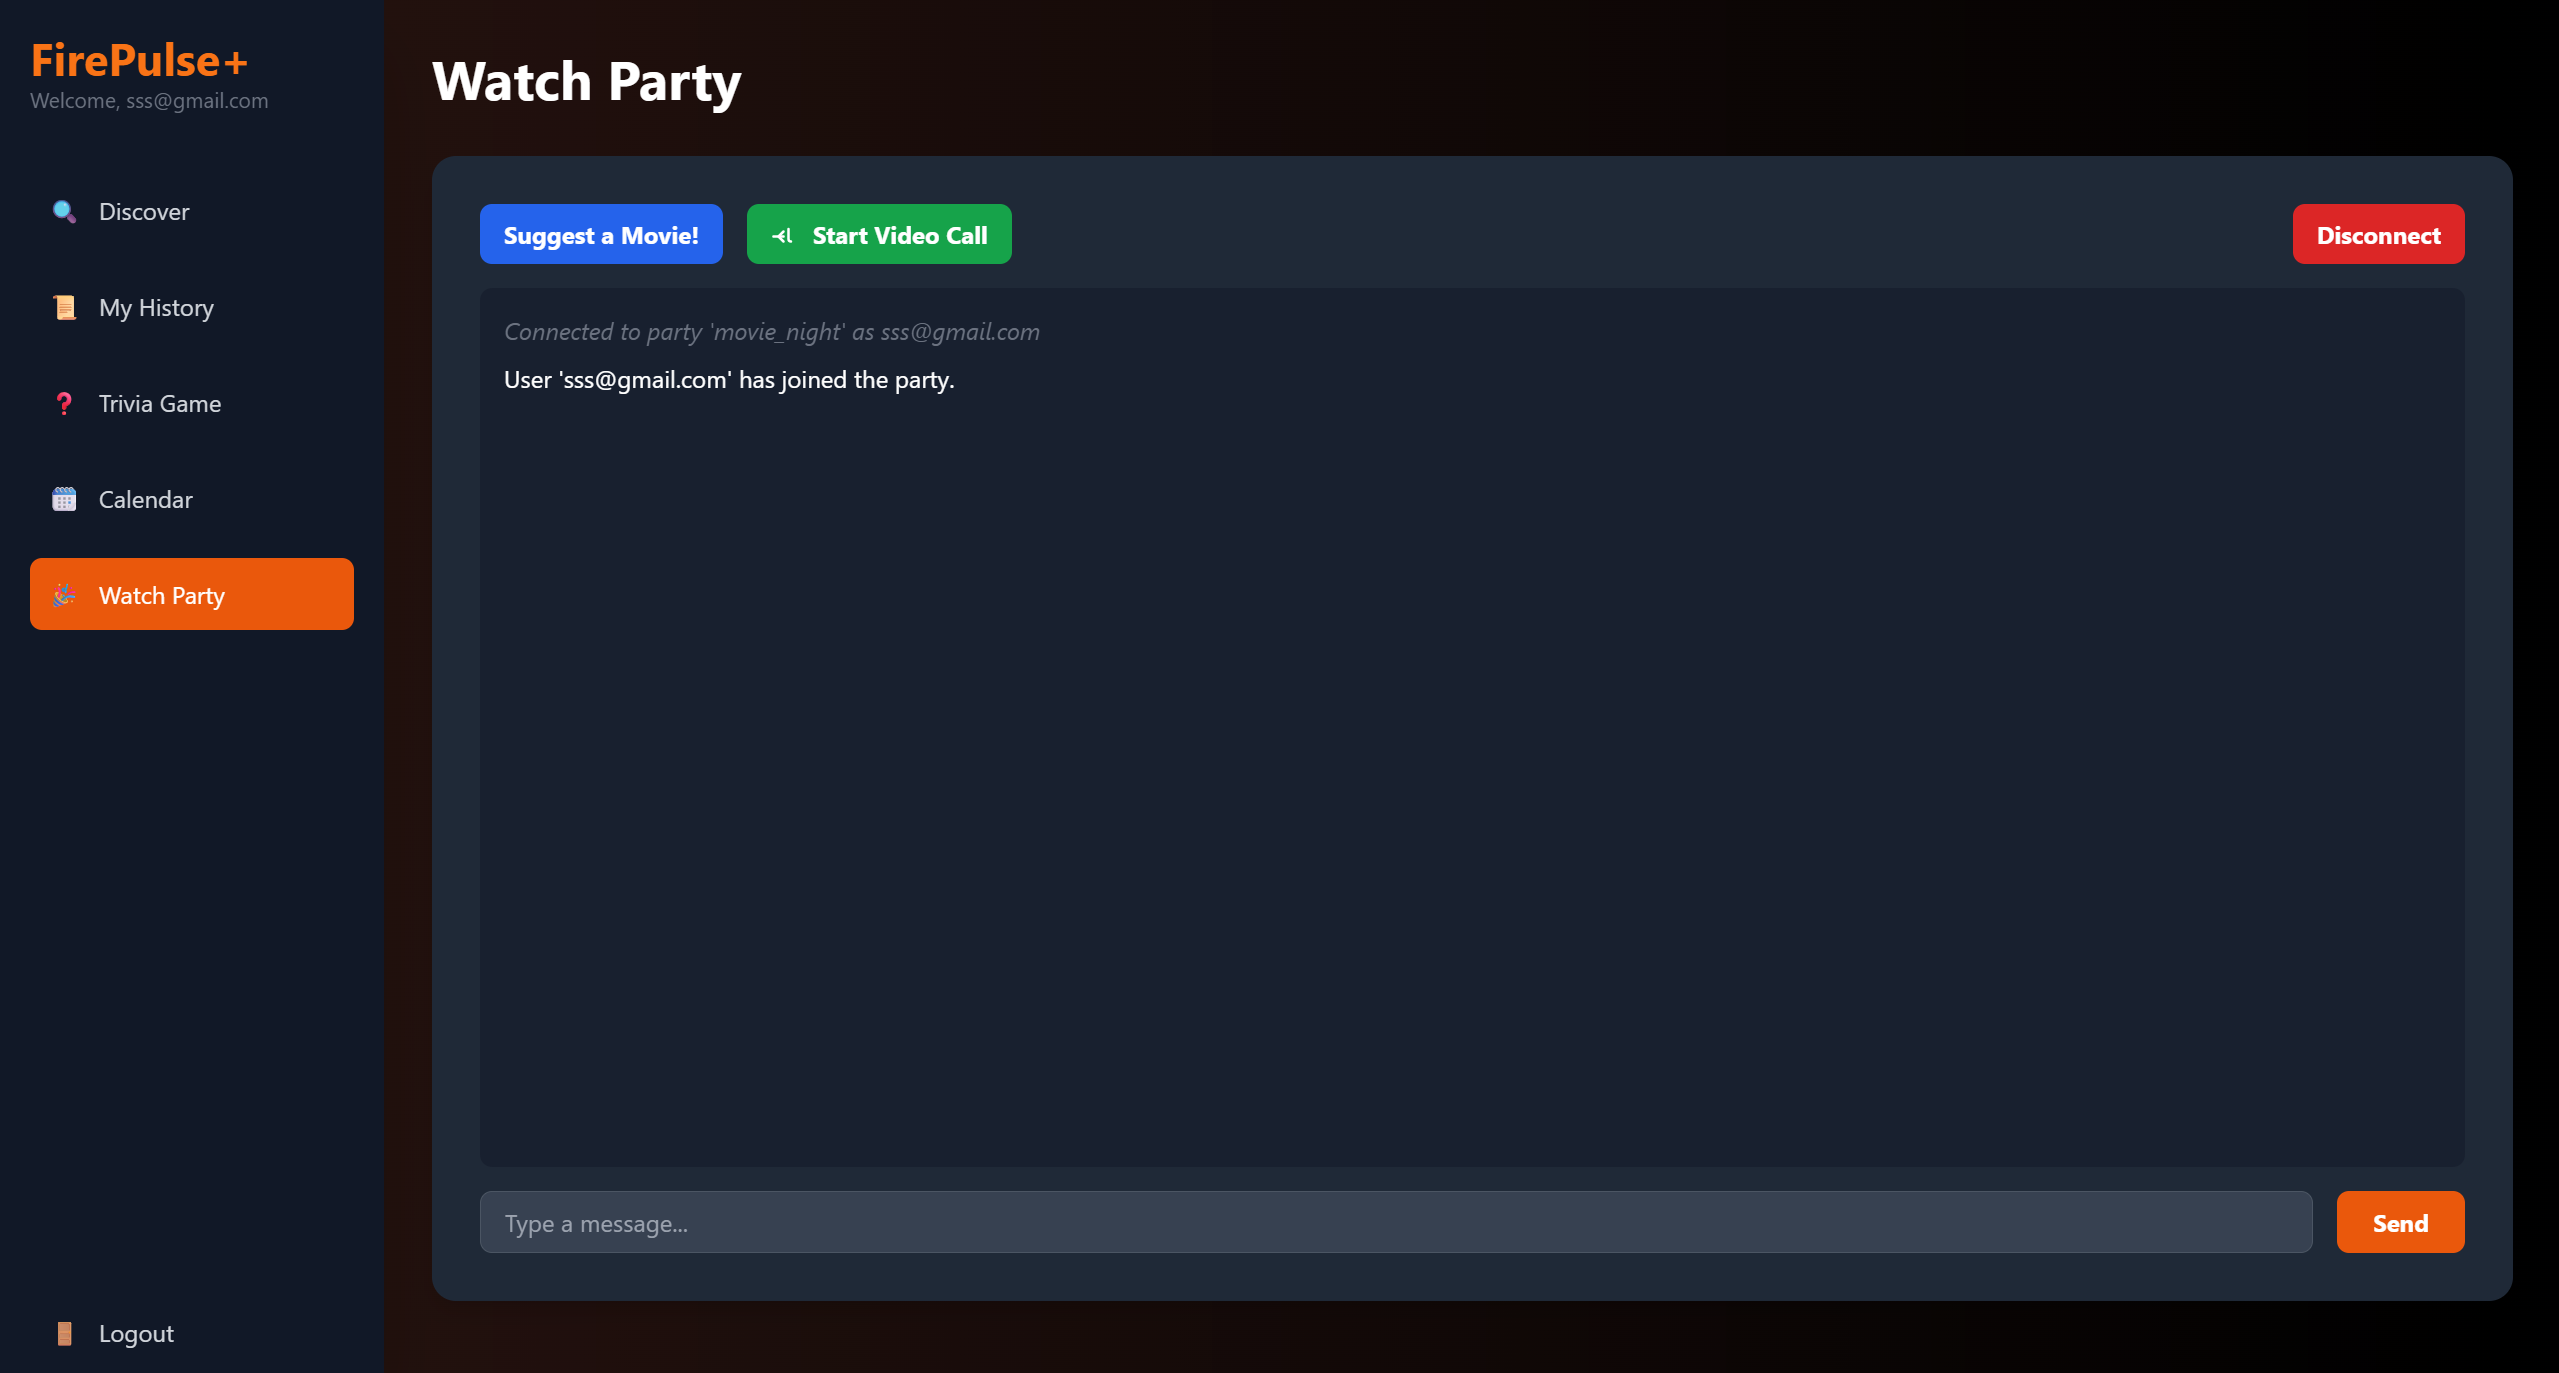 FirePulse+
Welcome, sss@gmail.com
Discover
My History
Trivia Game
Calendar
Watch Party
Logout
Watch Party
Suggest a Movie!
Start Video Call
Disconnect
Connected to party 'movie_night' as sss@gmail.com
User 'sss@gmail.com' has joined the party.
Type a message...
Send